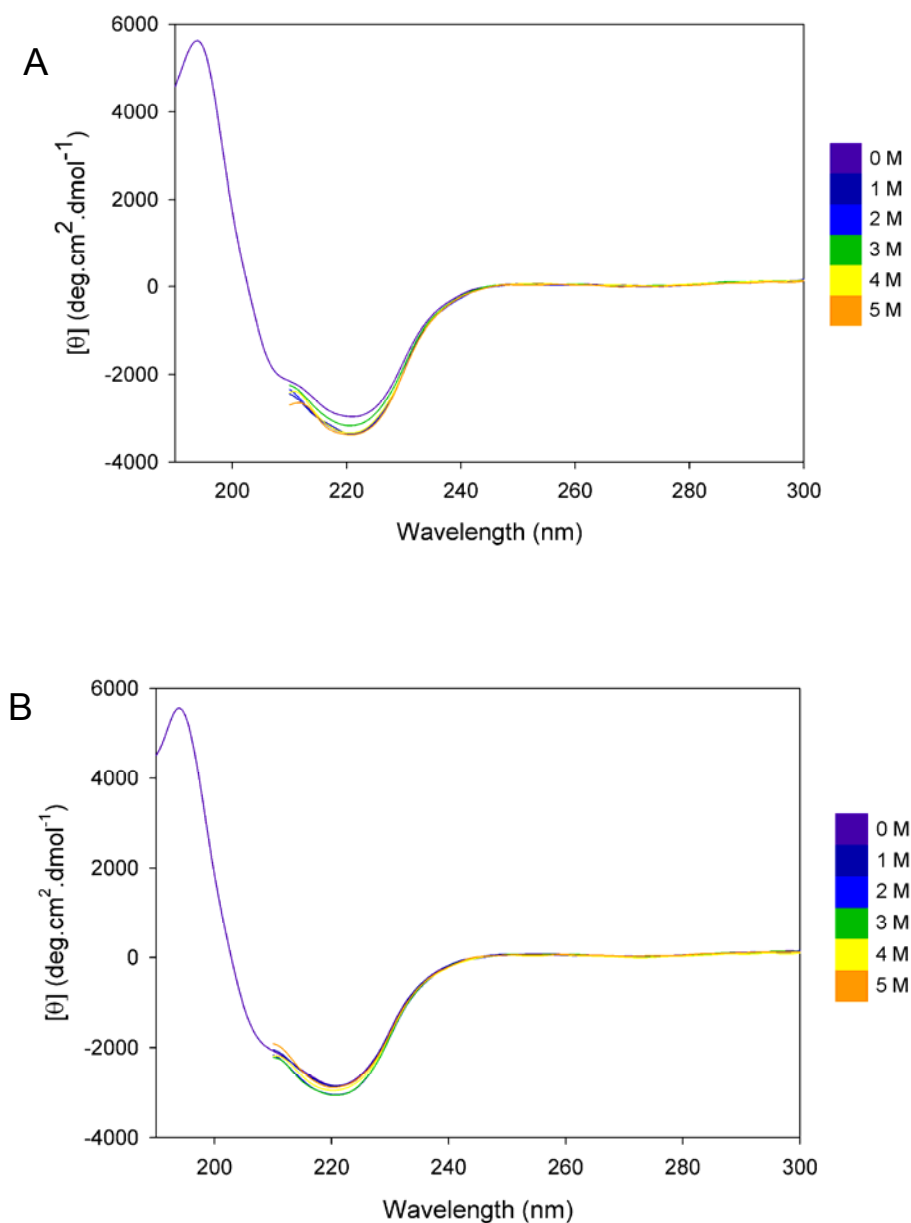 A
6000
4000
2000
0
-2000
-4000
[θ] (deg.cm².dmol⁻¹)
200 220 240 260 280 300
Wavelength (nm)
0 M
1 M
2 M
3 M
4 M
5 M
B
6000
4000
2000
0
-2000
-4000
[θ] (deg.cm².dmol⁻¹)
200 220 240 260 280 300
Wavelength (nm)
0 M
1 M
2 M
3 M
4 M
5 M